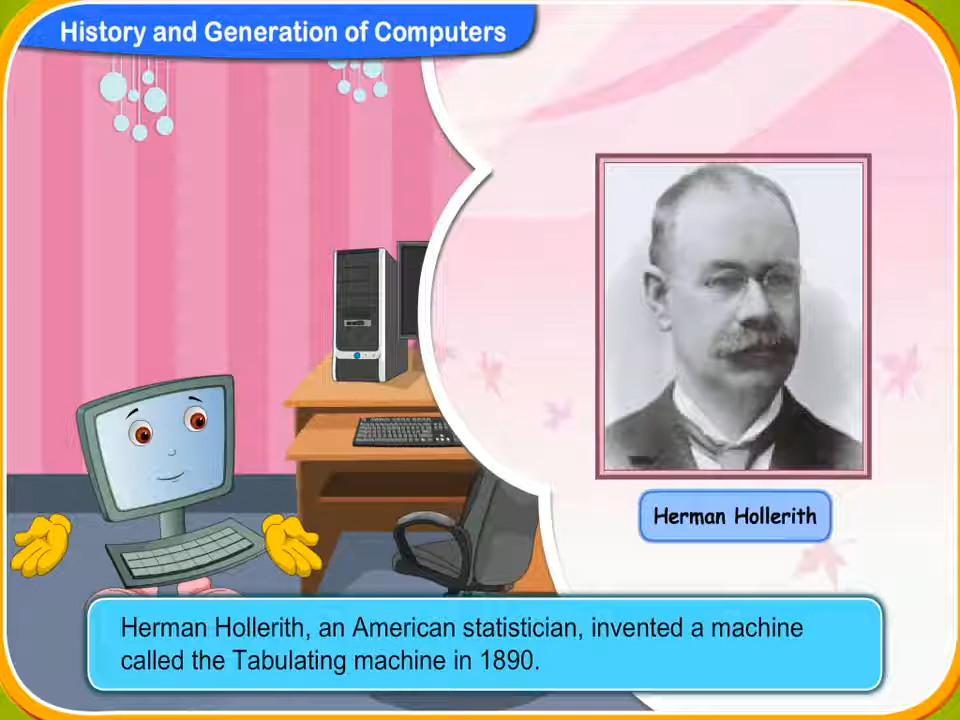 History and Generation of Computers
Herman Hollerith
Herman Hollerith, an American statistician, invented a machine
called the Tabulating machine in 1890.